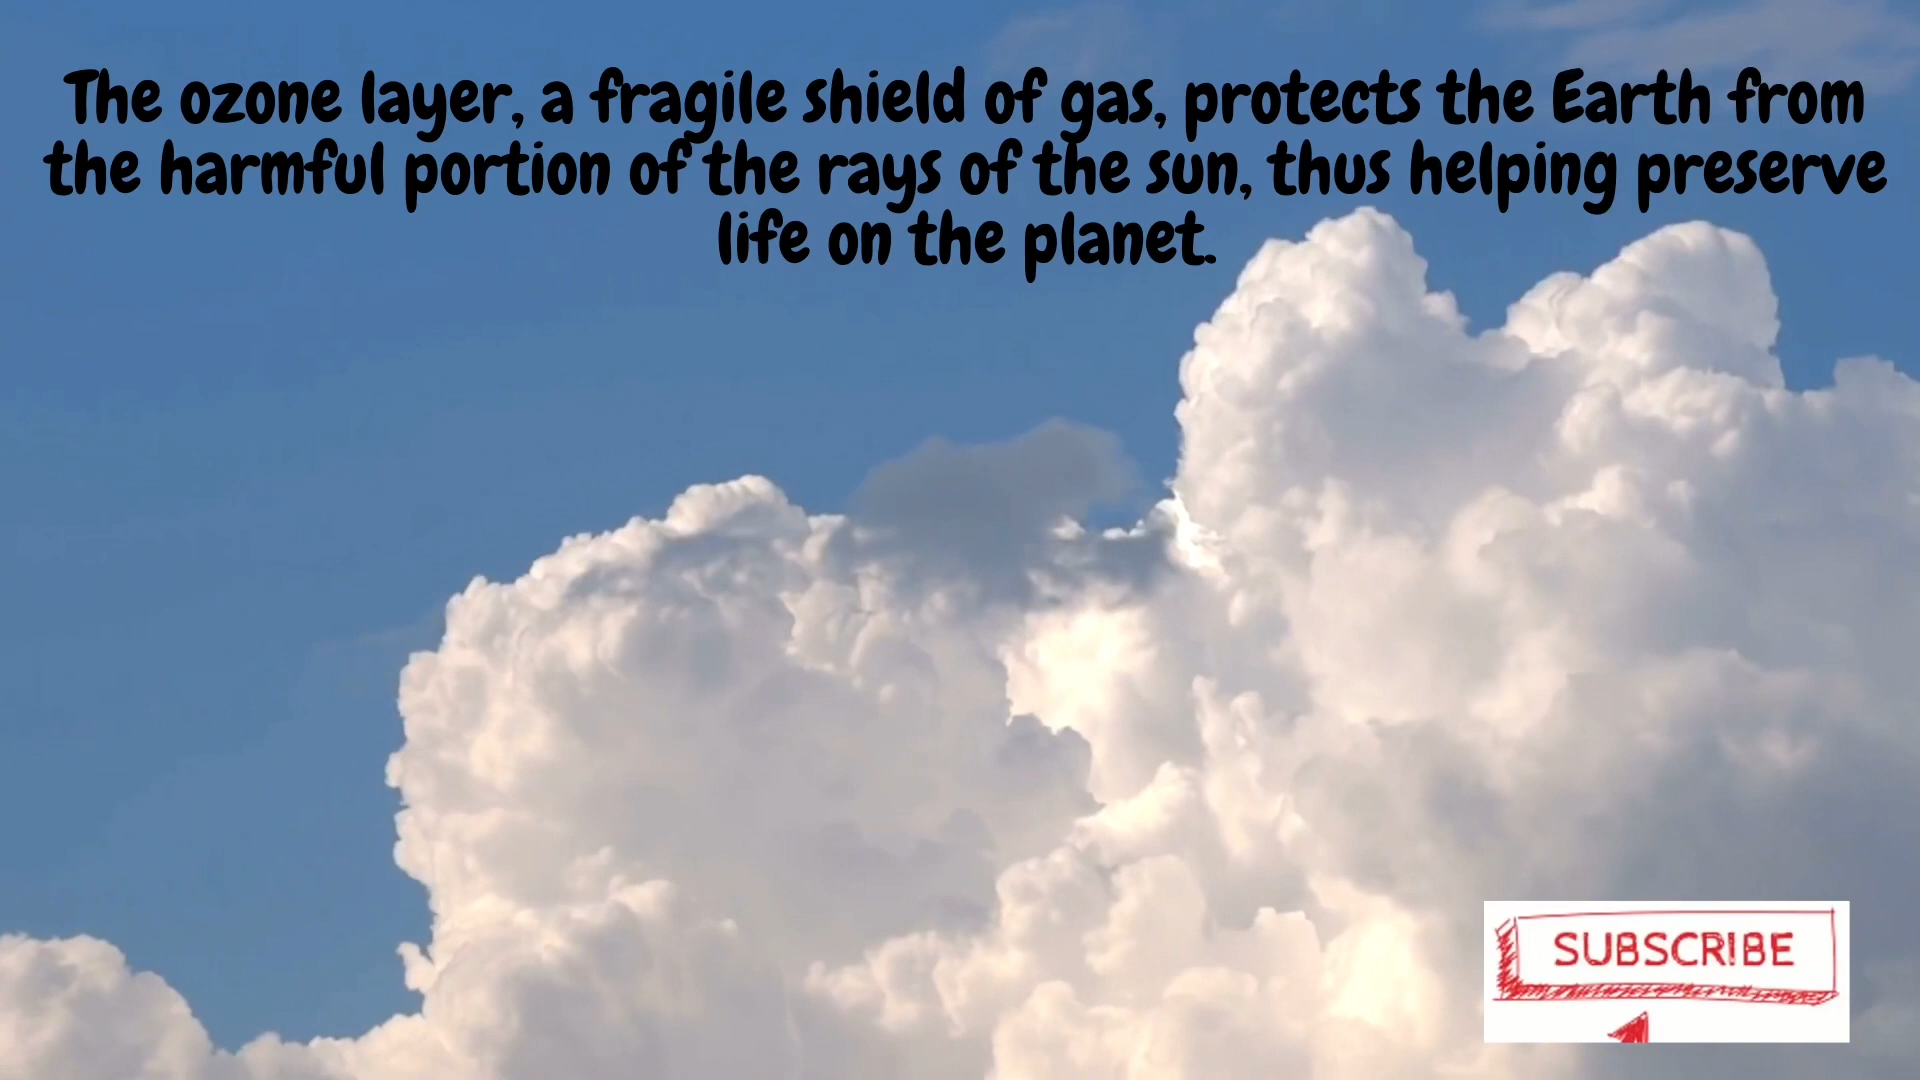 The ozone layer, a fragile shield of gas, protects the Earth from
the harmful portion of the rays of the sun, thus helping preserve
life on the planet.
SUBSCRIBE